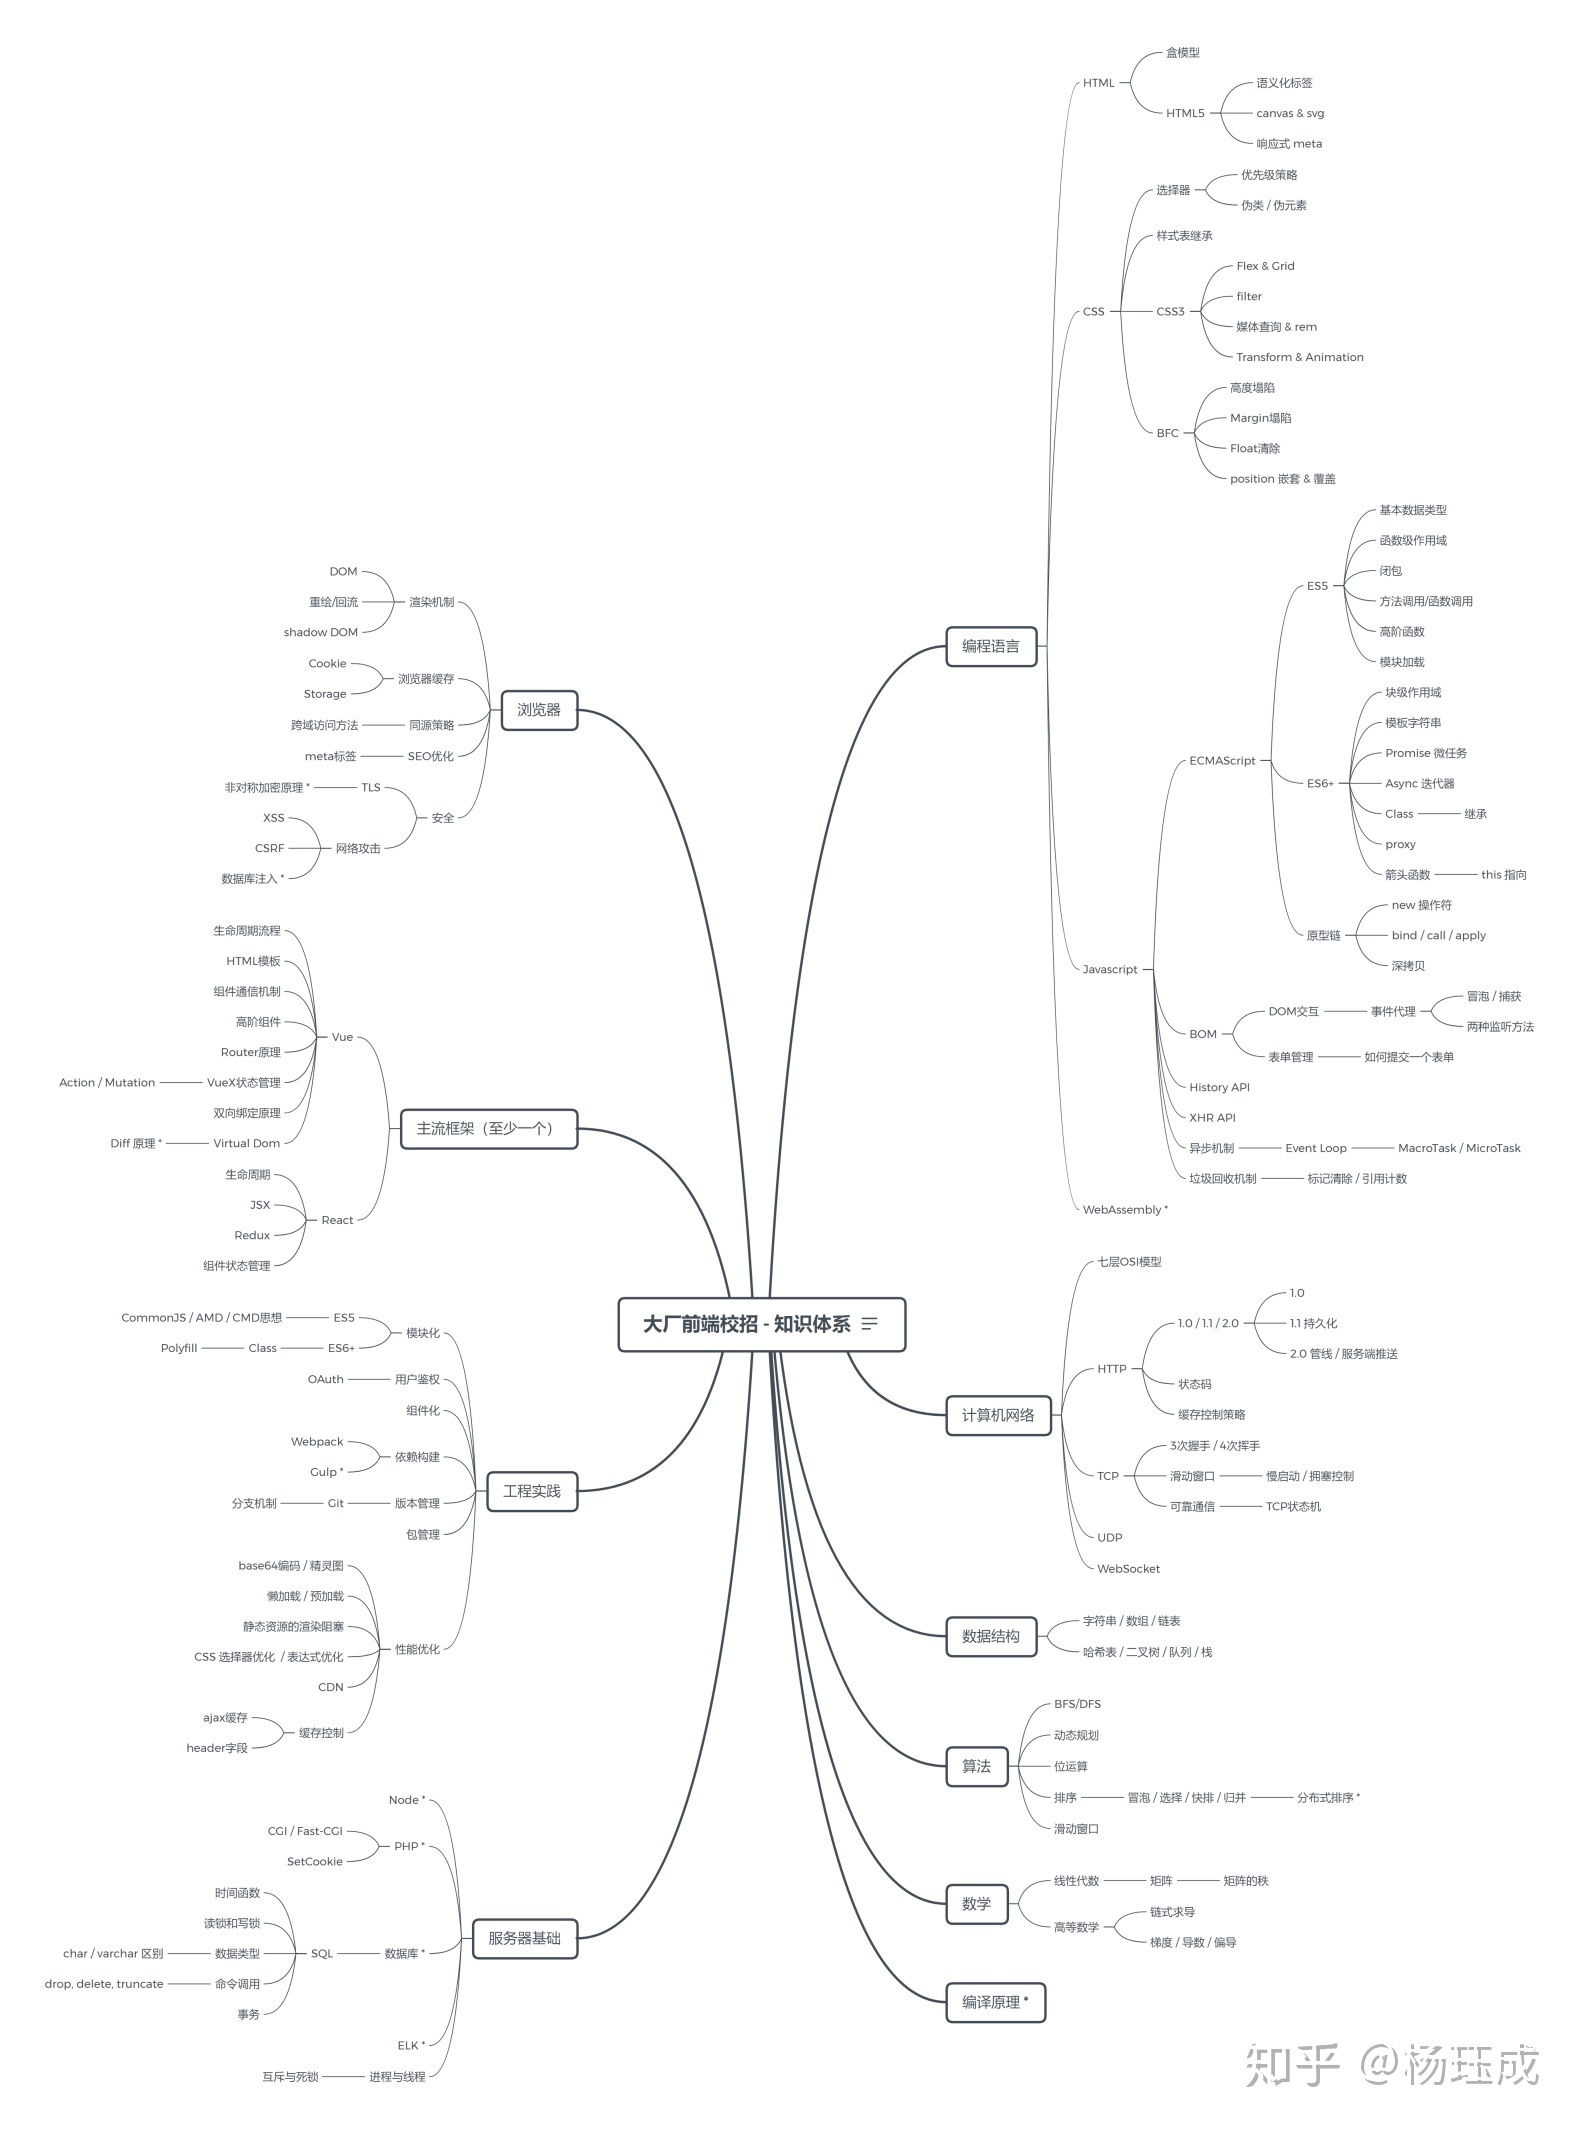 大厂前端校招 - 知识体系
编程语言
HTML
盒模型
HTML5
语义化标签
canvas & svg
响应式 meta
CSS
选择器
优先级策略
伪类 / 伪元素
样式表继承
CSS3
Flex & Grid
filter
媒体查询 & rem
Transform & Animation
BFC
高度塌陷
Margin塌陷
Float清除
position 嵌套 & 覆盖
Javascript
ECMAScript
ES5
基本数据类型
函数级作用域
闭包
方法调用/函数调用
高阶函数
模块加载
ES6+
块级作用域
模板字符串
Promise 微任务
Async 迭代器
Class
继承
proxy
箭头函数
this 指向
原型链
new 操作符
bind / call / apply
深拷贝
BOM
DOM交互
事件代理
冒泡 / 捕获
两种监听方法
表单管理
如何提交一个表单
History API
XHR API
异步机制
Event Loop
MacroTask / MicroTask
垃圾回收机制
标记清除 / 引用计数
WebAssembly *
计算机网络
七层OSI模型
HTTP
1.0 / 1.1 / 2.0
1.0
1.1 持久化
2.0 管线 / 服务端推送
状态码
缓存控制策略
TCP
3次握手 / 4次挥手
滑动窗口
慢启动 / 拥塞控制
可靠通信
TCP状态机
UDP
WebSocket
数据结构
字符串 / 数组 / 链表
哈希表 / 二叉树 / 队列 / 栈
算法
BFS/DFS
动态规划
位运算
排序
冒泡 / 选择 / 快排 / 归并
分布式排序 *
滑动窗口
数学
线性代数
矩阵
矩阵的秩
高等数学
链式求导
梯度 / 导数 / 偏导
编译原理 *
浏览器
渲染机制
DOM
重绘/回流
shadow DOM
浏览器缓存
Cookie
Storage
同源策略
跨域访问方法
SEO优化
meta标签
安全
TLS
非对称加密原理 *
网络攻击
XSS
CSRF
数据库注入 *
主流框架（至少一个）
Vue
生命周期流程
HTML模板
组件通信机制
高阶组件
Router原理
VueX状态管理
Action / Mutation
双向绑定原理
Virtual Dom
Diff 原理 *
React
生命周期
JSX
Redux
组件状态管理
工程实践
模块化
ES5
CommonJS / AMD / CMD思想
ES6+
Class
Polyfill
用户鉴权
OAuth
组件化
依赖构建
Webpack
Gulp *
版本管理
Git
分支机制
包管理
性能优化
base64编码 / 精灵图
懒加载 / 预加载
静态资源的渲染阻塞
CSS 选择器优化 / 表达式优化
CDN
缓存控制
ajax缓存
header字段
服务器基础
Node *
PHP *
CGI / Fast-CGI
SetCookie
数据库 *
SQL
时间函数
读锁和写锁
数据类型
char / varchar 区别
命令调用
drop, delete, truncate
事务
ELK *
进程与线程
互斥与死锁
知乎 @杨珏成